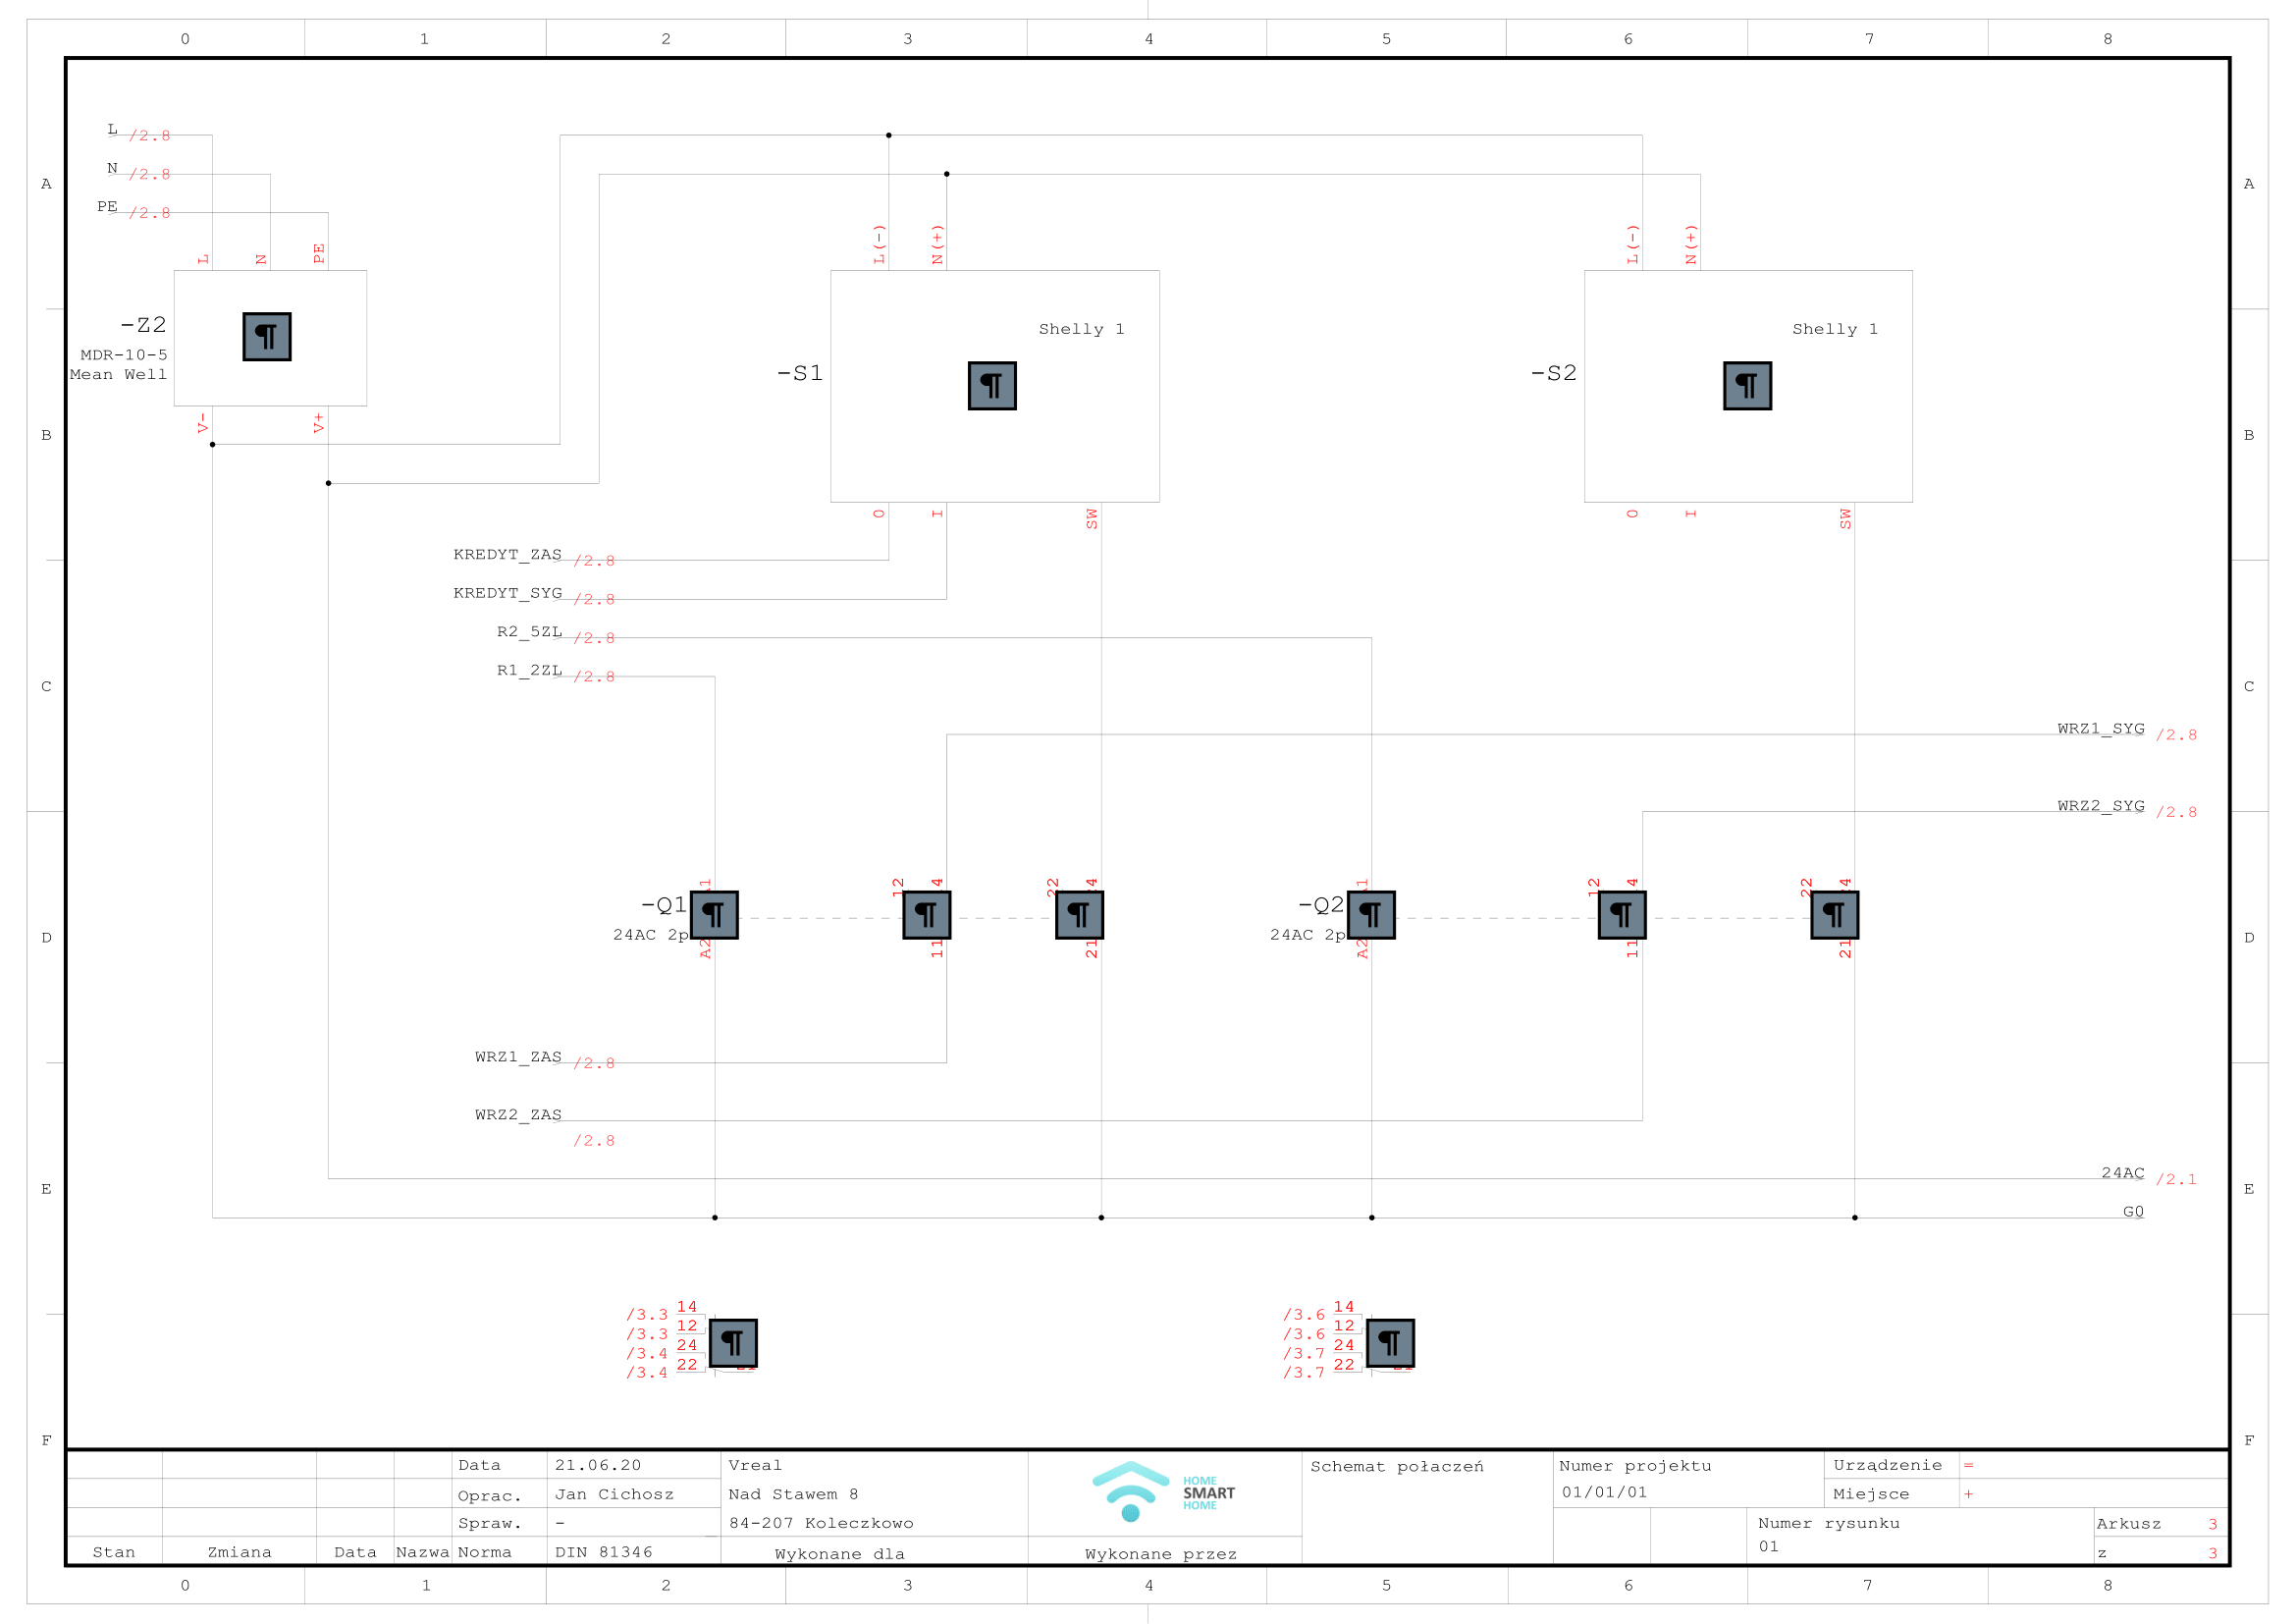 0 1 2 3 4 5 6 7 8
L /2.8
N /2.8
A A
PE /2.8
L N PE
L(-) N(+)
L(-) N(+)
-Z2
MDR-10-5
Mean Well
Shelly 1
-S1
Shelly 1
-S2
V- V+
B B
O I SW
O I SW
KREDYT_ZAS /2.8
KREDYT_SYG /2.8
R2_5ZL /2.8
R1_2ZL /2.8
C C
WRZ1_SYG /2.8
WRZ2_SYG /2.8
12 22
12 22
-Q1
24AC 2p
-Q2
24AC 2p
D D
A2 11 21
A2 11 21
WRZ1_ZAS /2.8
WRZ2_ZAS
/2.8
24AC /2.1
E E
G0
/3.3 14
/3.3 12
/3.4 24
/3.4 22
/3.6 14
/3.6 12
/3.7 24
/3.7 22
F F
Data 21.06.20
Oprac. Jan Cichosz
Spraw. -
Stan Zmiana Data Nazwa Norma DIN 81346
Vreal
Nad Stawem 8
84-207 Koleczkowo
Wykonane dla
HOME
SMART
HOME
Wykonane przez
Schemat połaczeń
Numer projektu
01/01/01
Urządzenie =
Miejsce +
Numer rysunku
01
Arkusz 3
z 3
0 1 2 3 4 5 6 7 8